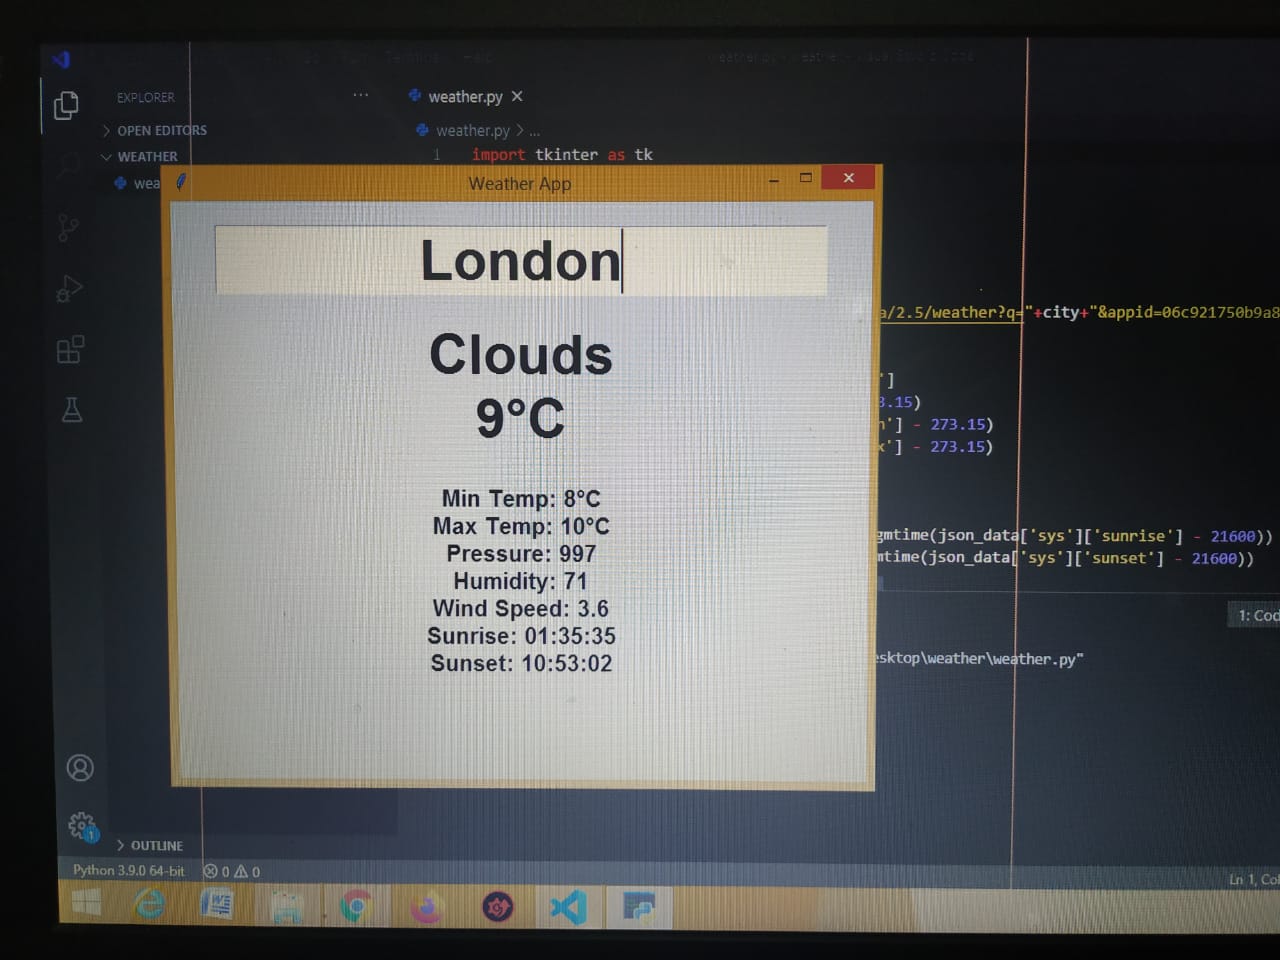 EXPLORER
...
weather.py
OPEN EDITORS
weather.py > ...
WEATHER
1 import tkinter as tk
wea
Weather App
London
Clouds
9°C
Min Temp: 8°C
Max Temp: 10°C
Pressure: 997
Humidity: 71
Wind Speed: 3.6
Sunrise: 01:35:35
Sunset: 10:53:02
a/2.5/weather?q="+city+"&appid=06c921750b9a8
']
3.15)
n'] - 273.15)
x'] - 273.15)
gmtime(json_data['sys']['sunrise'] - 21600))
mtime(json_data['sys']['sunset'] - 21600))
1: Cod
esktop\weather\weather.py"
1
OUTLINE
Python 3.9.0 64-bit
0
0
Ln 1, Col